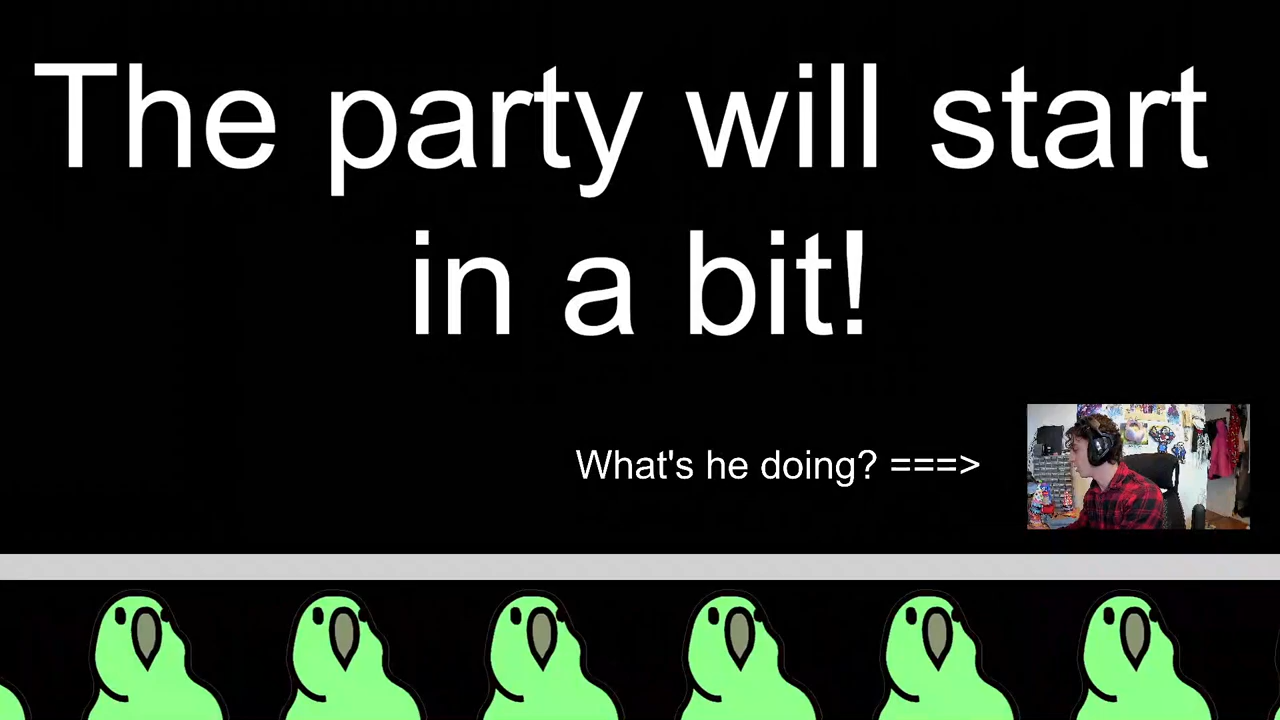 The party will start
in a bit!
What's he doing? ===>